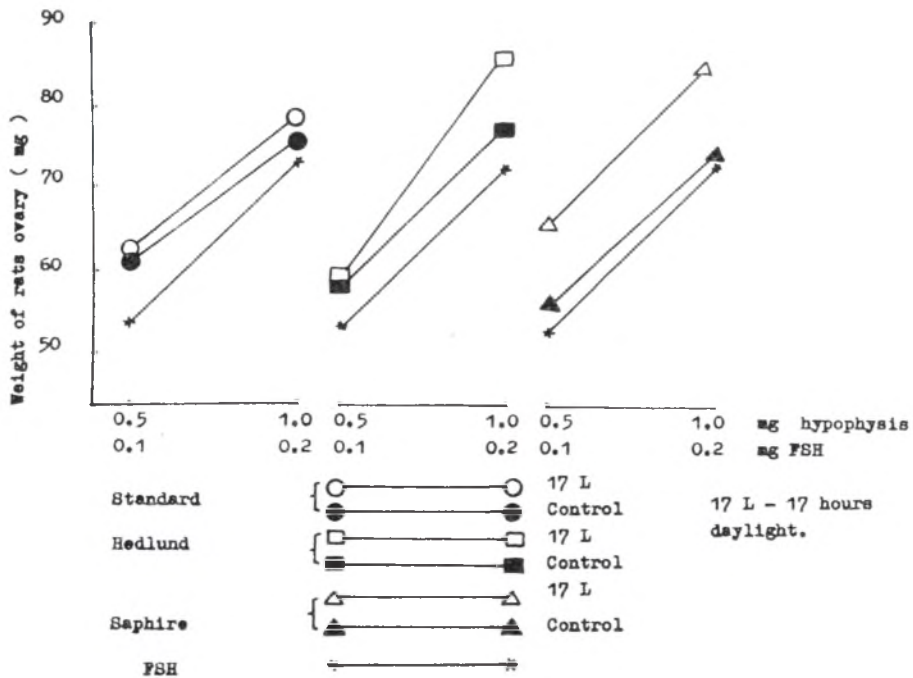 90
80
70
60
50
Weight of rats ovary ( mg )
0.5 1.0 0.5 1.0 0.5 1.0 mg hypophysis
0.1 0.2 0.1 0.2 0.1 0.2 mg FSH
Standard
17 L
Control
Hedlund
17 L
Control
Saphire
17 L
Control
FSH
17 L - 17 hours
daylight.